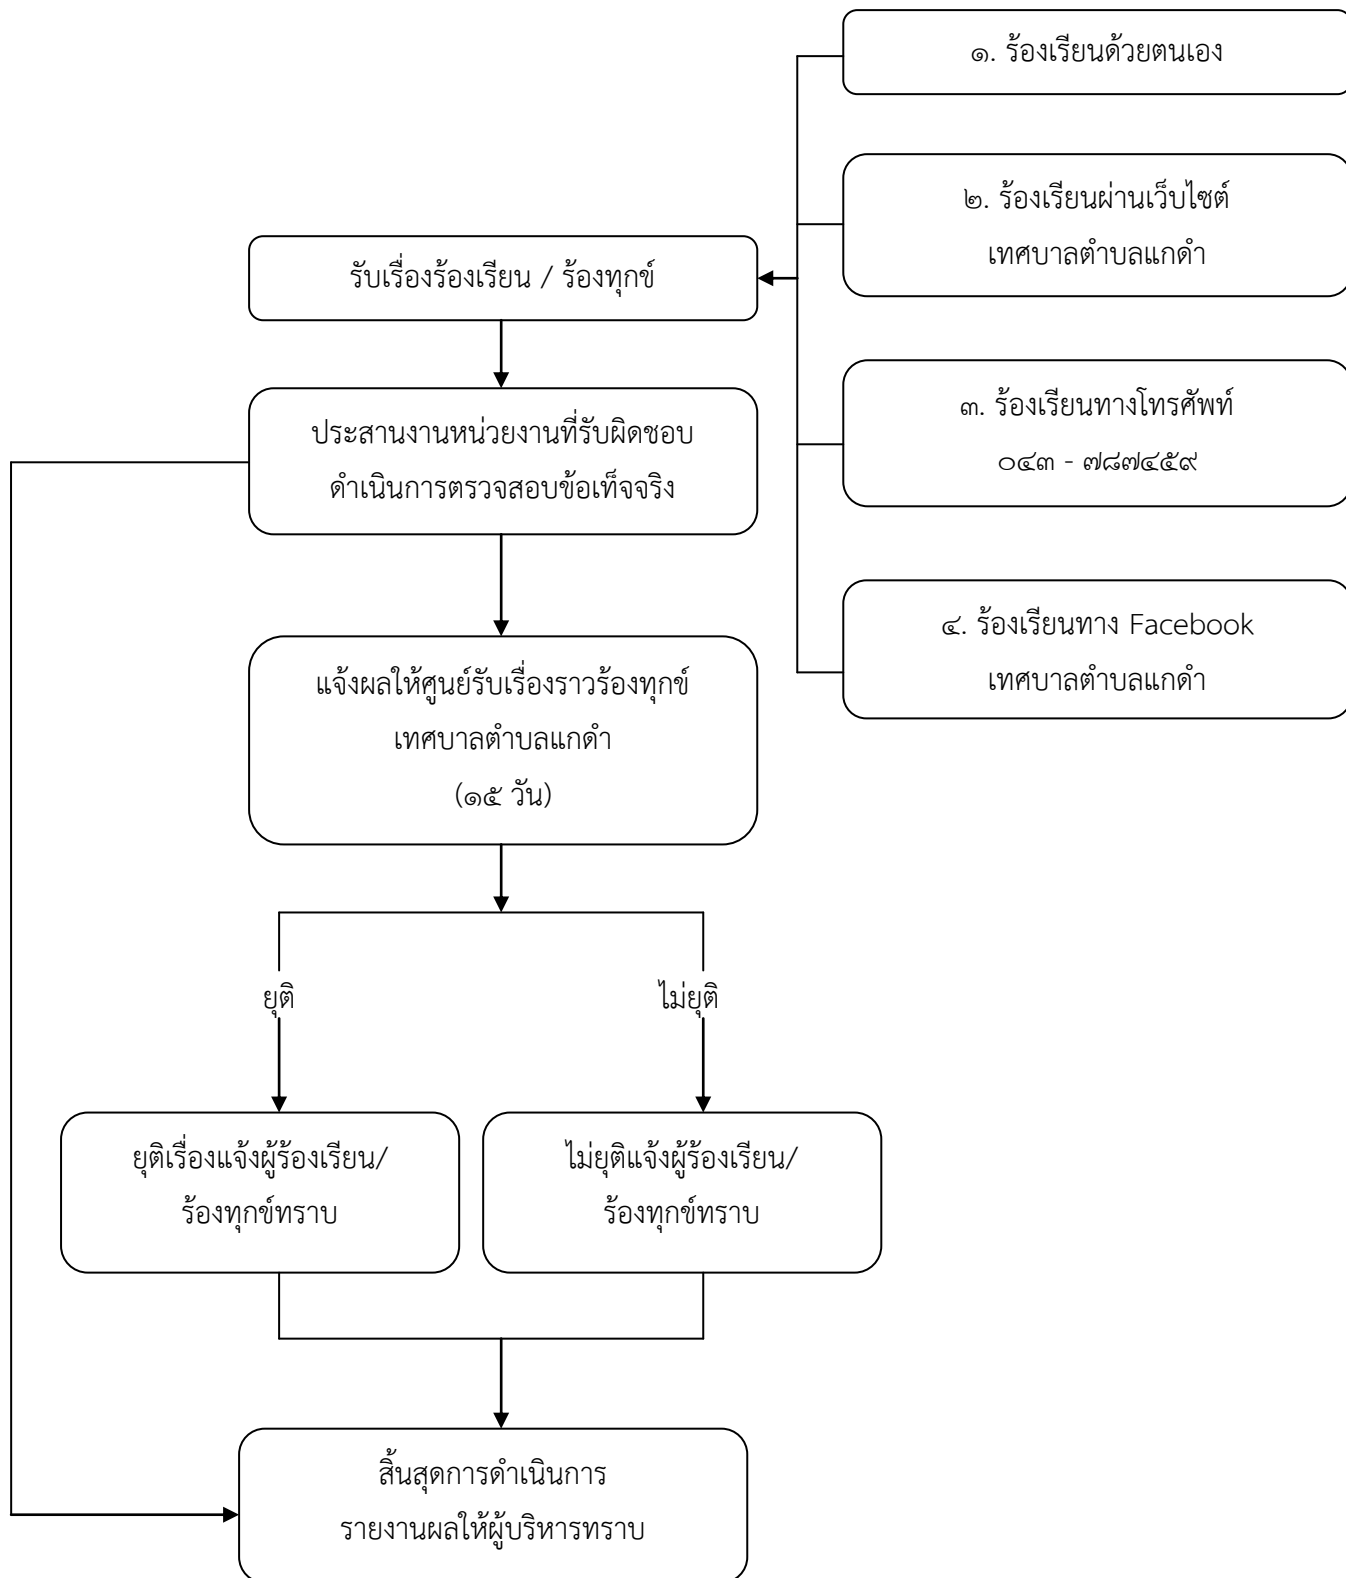 ๑. ร้องเรียนด้วยตนเอง
๒. ร้องเรียนผ่านเว็บไซต์
เทศบาลตำบลแกดำ
รับเรื่องร้องเรียน / ร้องทุกข์
๓. ร้องเรียนทางโทรศัพท์
๐๔๓ - ๗๘๗๔๕๙
ประสานงานหน่วยงานที่รับผิดชอบ
ดำเนินการตรวจสอบข้อเท็จจริง
๔. ร้องเรียนทาง Facebook
เทศบาลตำบลแกดำ
แจ้งผลให้ศูนย์รับเรื่องราวร้องทุกข์
เทศบาลตำบลแกดำ
(๑๕ วัน)
ยุติ
ไม่ยุติ
ยุติเรื่องแจ้งผู้ร้องเรียน/
ร้องทุกข์ทราบ
ไม่ยุติแจ้งผู้ร้องเรียน/
ร้องทุกข์ทราบ
สิ้นสุดการดำเนินการ
รายงานผลให้ผู้บริหารทราบ